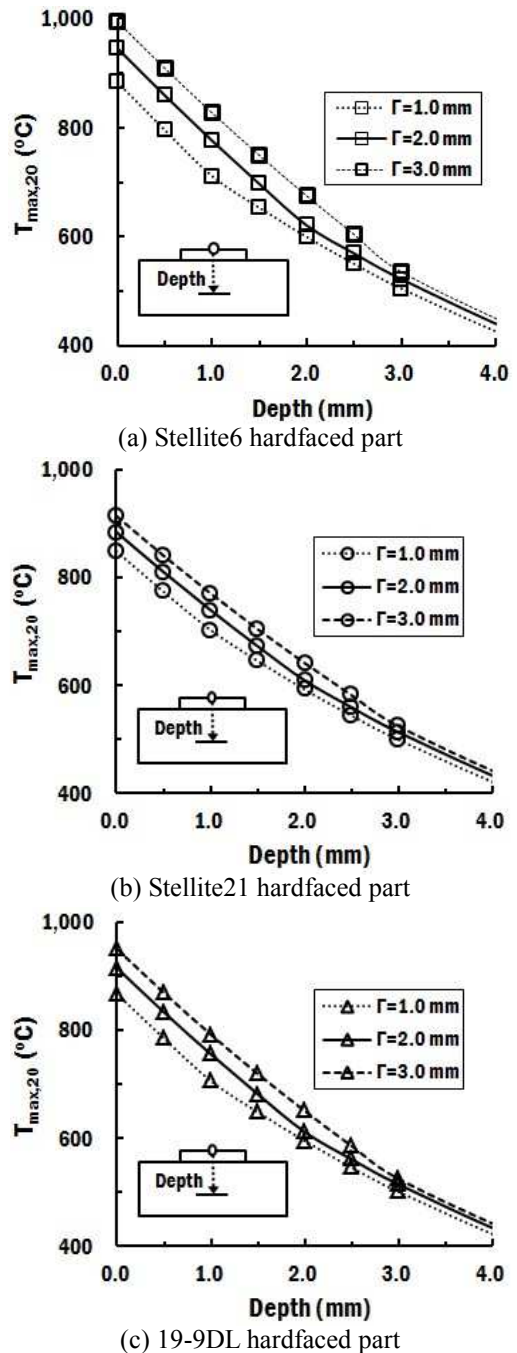 1,000
800
600
400
T_max,20 (°C)
Γ=1.0 mm
Γ=2.0 mm
Γ=3.0 mm
Depth
0.0 1.0 2.0 3.0 4.0
Depth (mm)
(a) Stellite6 hardfaced part
1,000
800
600
400
T_max,20 (°C)
Γ=1.0 mm
Γ=2.0 mm
Γ=3.0 mm
Depth
0.0 1.0 2.0 3.0 4.0
Depth (mm)
(b) Stellite21 hardfaced part
1,000
800
600
400
T_max,20 (°C)
Γ=1.0 mm
Γ=2.0 mm
Γ=3.0 mm
Depth
0.0 1.0 2.0 3.0 4.0
Depth (mm)
(c) 19-9DL hardfaced part